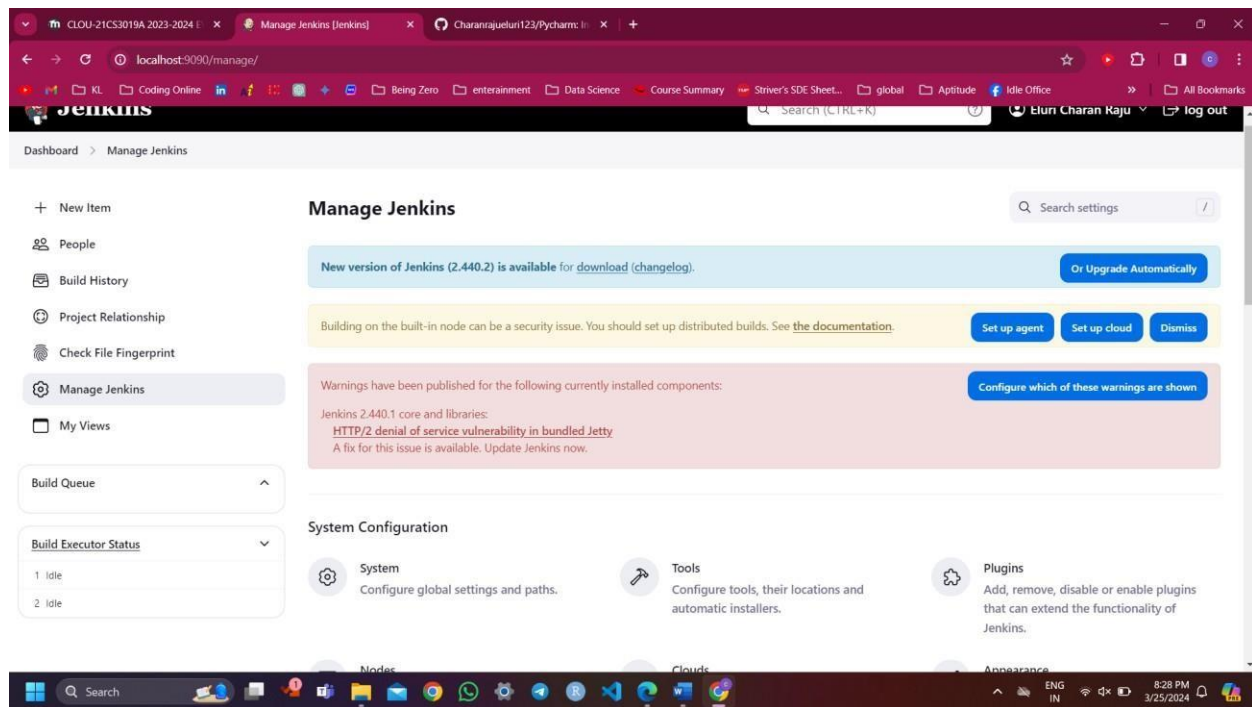 CLOU-21CS3019A 2023-2024 E
Manage Jenkins [Jenkins]
Charanrajueluri123/Pycharm: In
localhost:9090/manage/
KL
Coding Online
Being Zero
enterainment
Data Science
Course Summary
Striver's SDE Sheet...
global
Aptitude
Idle Office
»
All Bookmarks
Jenkins
Search (CTRL+K)
Eluri Charan Raju
log out
Dashboard > Manage Jenkins
New Item
People
Build History
Project Relationship
Check File Fingerprint
Manage Jenkins
My Views
Build Queue
Build Executor Status
1 Idle
2 Idle
Manage Jenkins
Search settings /
New version of Jenkins (2.440.2) is available for download (changelog).
Or Upgrade Automatically
Building on the built-in node can be a security issue. You should set up distributed builds. See the documentation.
Set up agent
Set up cloud
Dismiss
Warnings have been published for the following currently installed components:
Configure which of these warnings are shown
Jenkins 2.440.1 core and libraries:
HTTP/2 denial of service vulnerability in bundled Jetty
A fix for this issue is available. Update Jenkins now.
System Configuration
System
Configure global settings and paths.
Tools
Configure tools, their locations and
automatic installers.
Plugins
Add, remove, disable or enable plugins
that can extend the functionality of
Jenkins.
Nodes
Clouds
Appearance
Search
ENG
IN
8:28 PM
3/25/2024